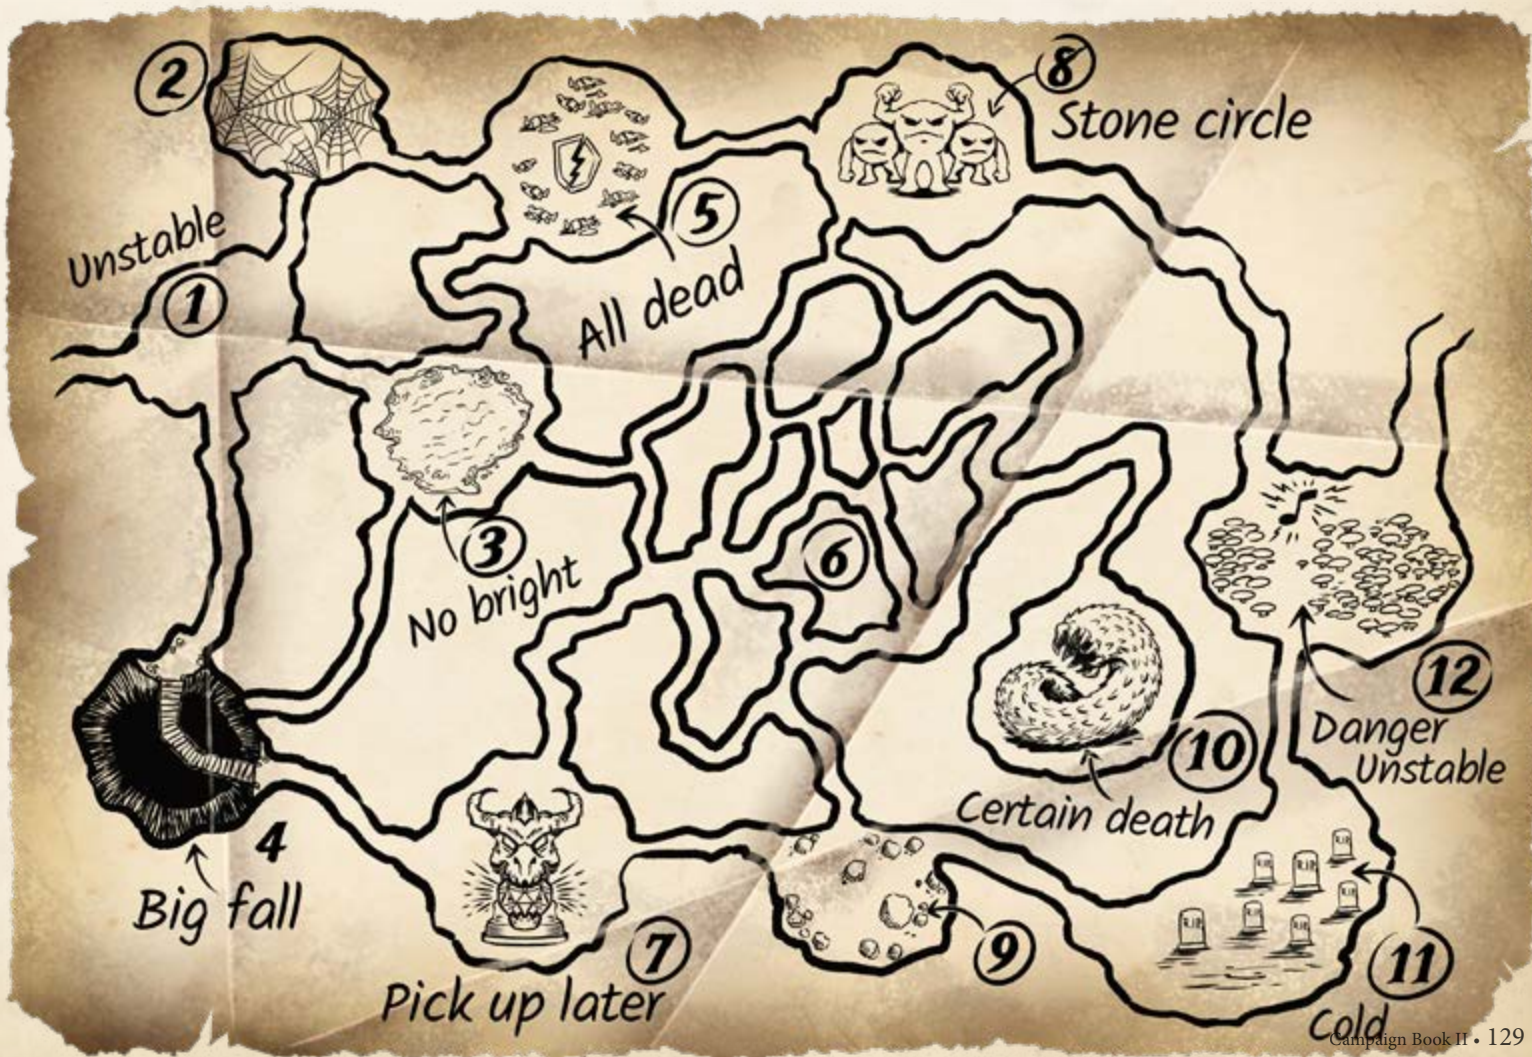 2
8
Stone circle
Unstable
1
5
All dead
3
No bright
6
12
Danger
Unstable
10
Certain death
4
Big fall
7
Pick up later
9
R.I.P
R.I.P
R.I.P
R.I.P
R.I.P
R.I.P
R.I.P
11
Cold
Campaign Book II • 129